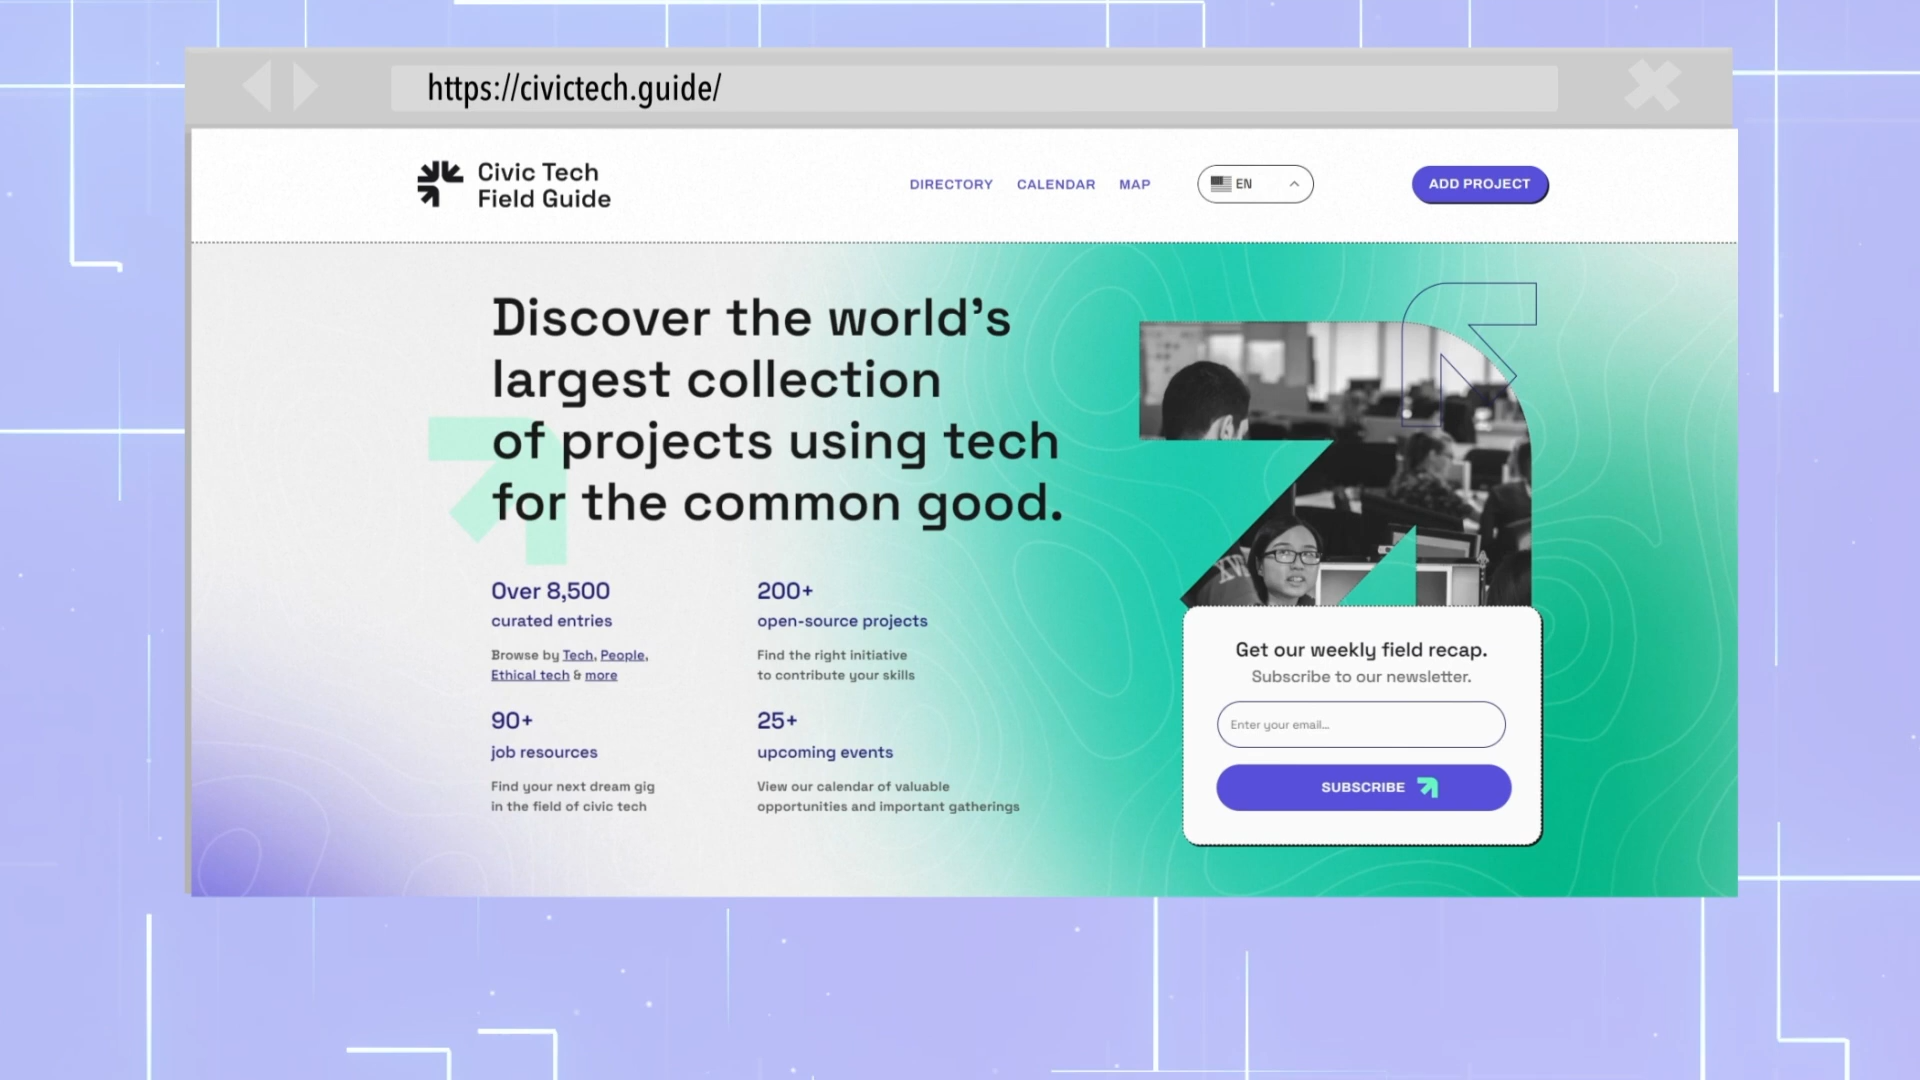 https://civictech.guide/
Civic Tech
Field Guide
DIRECTORY CALENDAR MAP
EN
ADD PROJECT
Discover the world’s
largest collection
of projects using tech
for the common good.
Over 8,500
curated entries
Browse by Tech, People,
Ethical tech & more
200+
open-source projects
Find the right initiative
to contribute your skills
90+
job resources
Find your next dream gig
in the field of civic tech
25+
upcoming events
View our calendar of valuable
opportunities and important gatherings
Get our weekly field recap.
Subscribe to our newsletter.
Enter your email...
SUBSCRIBE